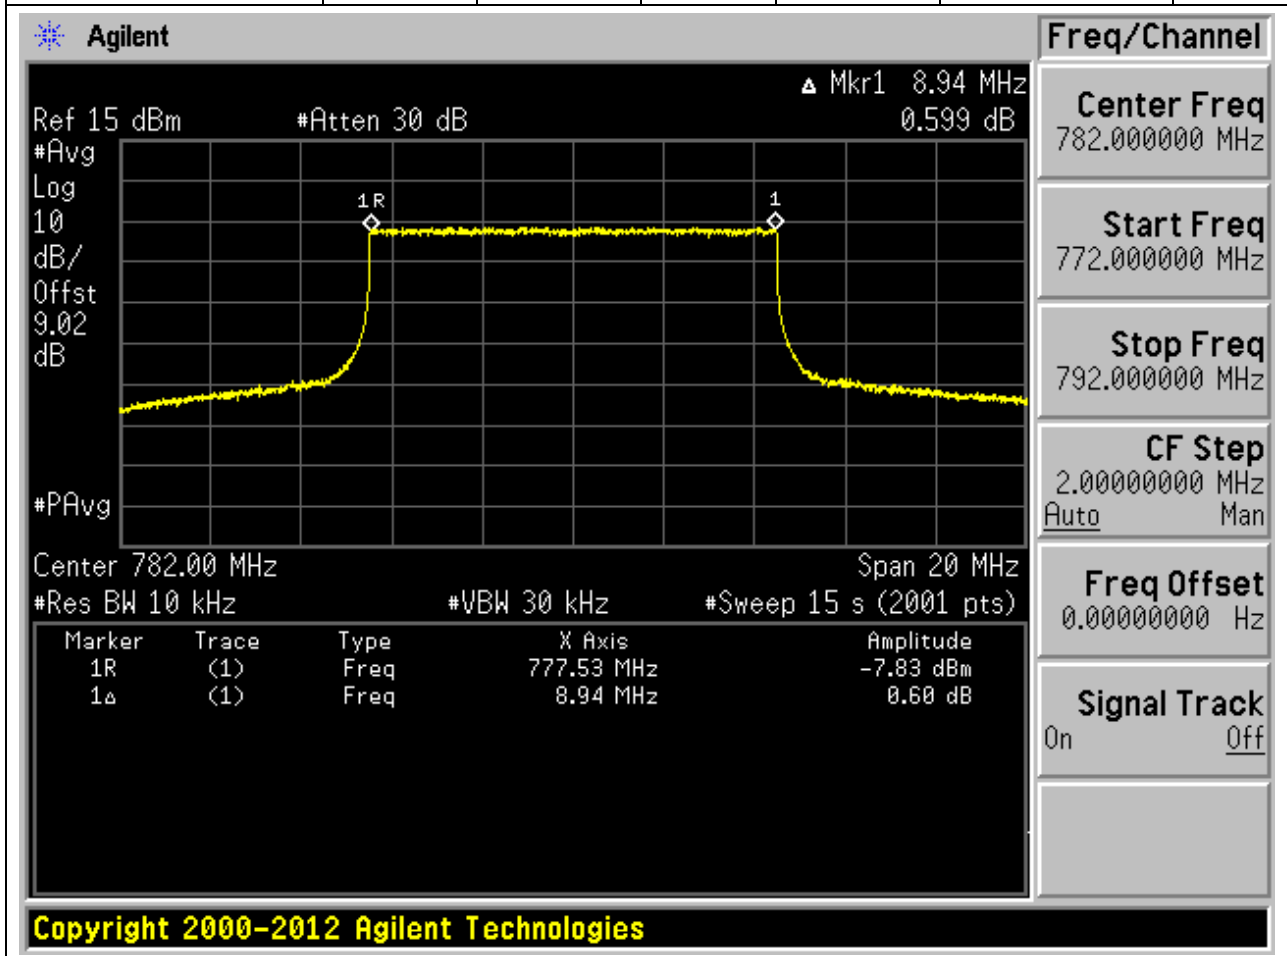 Agilent
Freq/Channel
Δ Mkr1 8.94 MHz
Ref 15 dBm #Atten 30 dB 0.599 dB
#Avg
Log
10
dB/
Offst
9.02
dB
1R 1
#PAvg
Center 782.00 MHz Span 20 MHz
#Res BW 10 kHz #VBW 30 kHz #Sweep 15 s (2001 pts)
Marker Trace Type X Axis Amplitude
1R (1) Freq 777.53 MHz -7.83 dBm
1Δ (1) Freq 8.94 MHz 0.60 dB
Center Freq
782.000000 MHz
Start Freq
772.000000 MHz
Stop Freq
792.000000 MHz
CF Step
2.00000000 MHz
Auto Man
Freq Offset
0.00000000 Hz
Signal Track
On Off
Copyright 2000-2012 Agilent Technologies